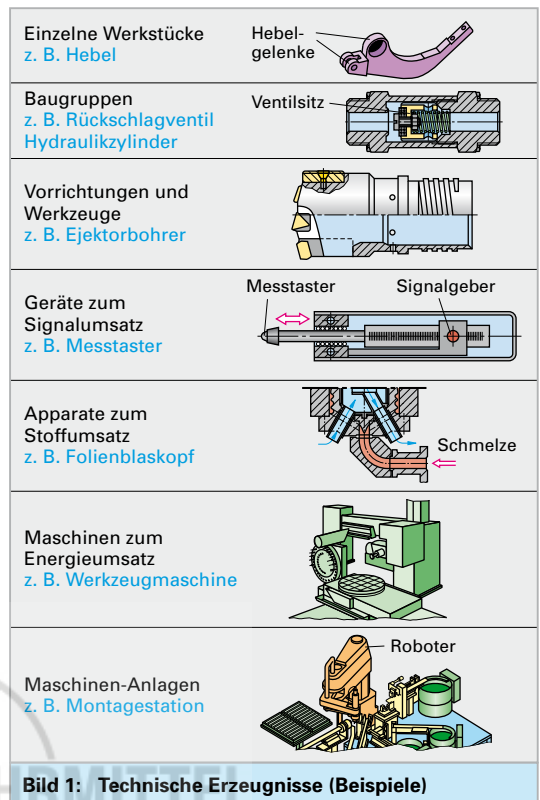 Einzelne Werkstücke
z. B. Hebel
Hebel-
gelenke
Baugruppen
z. B. Rückschlagventil
Hydraulikzylinder
Ventilsitz
Vorrichtungen und
Werkzeuge
z. B. Ejektorbohrer
Geräte zum
Signalumsatz
z. B. Messtaster
Messtaster
Signalgeber
Apparate zum
Stoffumsatz
z. B. Folienblaskopf
Schmelze
Maschinen zum
Energieumsatz
z. B. Werkzeugmaschine
Maschinen-Anlagen
z. B. Montagestation
Roboter
Bild 1: Technische Erzeugnisse (Beispiele)